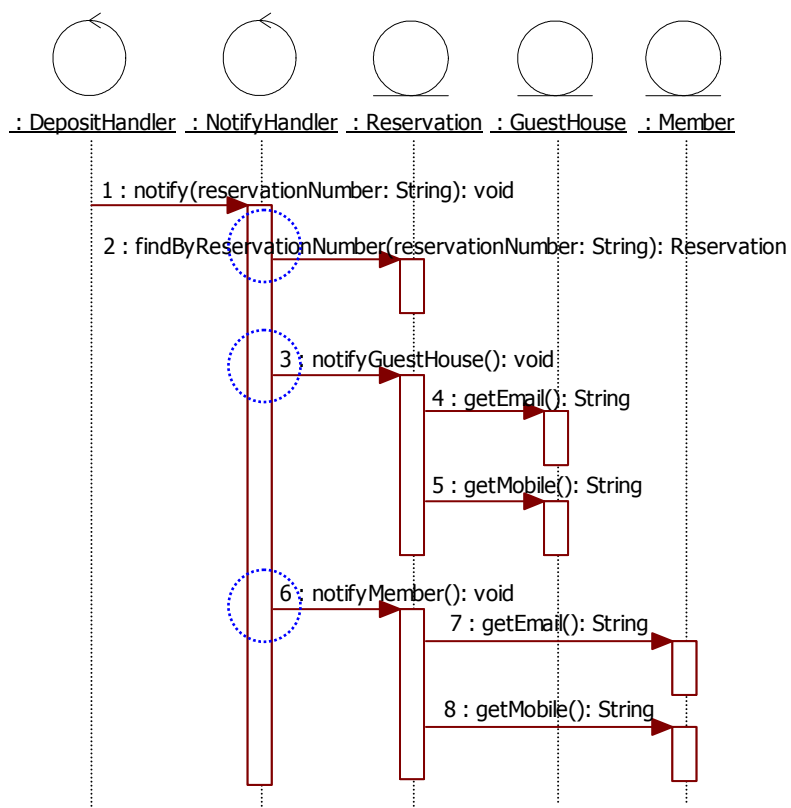 : DepositHandler : NotifyHandler : Reservation : GuestHouse : Member
1 : notify(reservationNumber: String): void
2 : findByReservationNumber(reservationNumber: String): Reservation
3 : notifyGuestHouse(): void
4 : getEmail(): String
5 : getMobile(): String
6 : notifyMember(): void
7 : getEmail(): String
8 : getMobile(): String